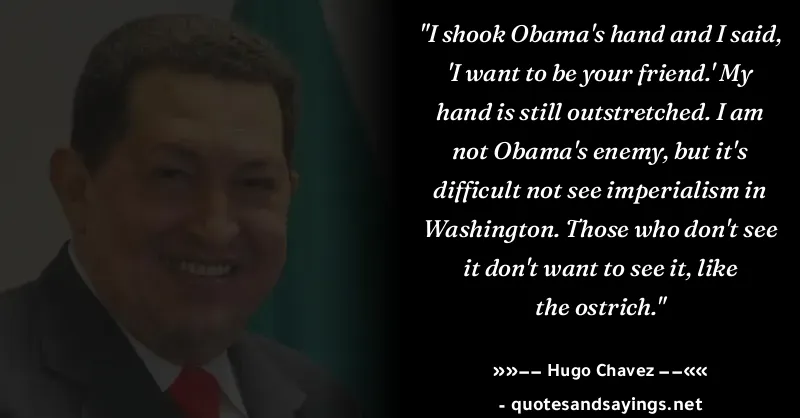 "I shook Obama's hand and I said,
'I want to be your friend.' My
hand is still outstretched. I am
not Obama's enemy, but it's
difficult not see imperialism in
Washington. Those who don't see
it don't want to see it, like
the ostrich."
»»−− Hugo Chavez −−««
- quotesandsayings.net